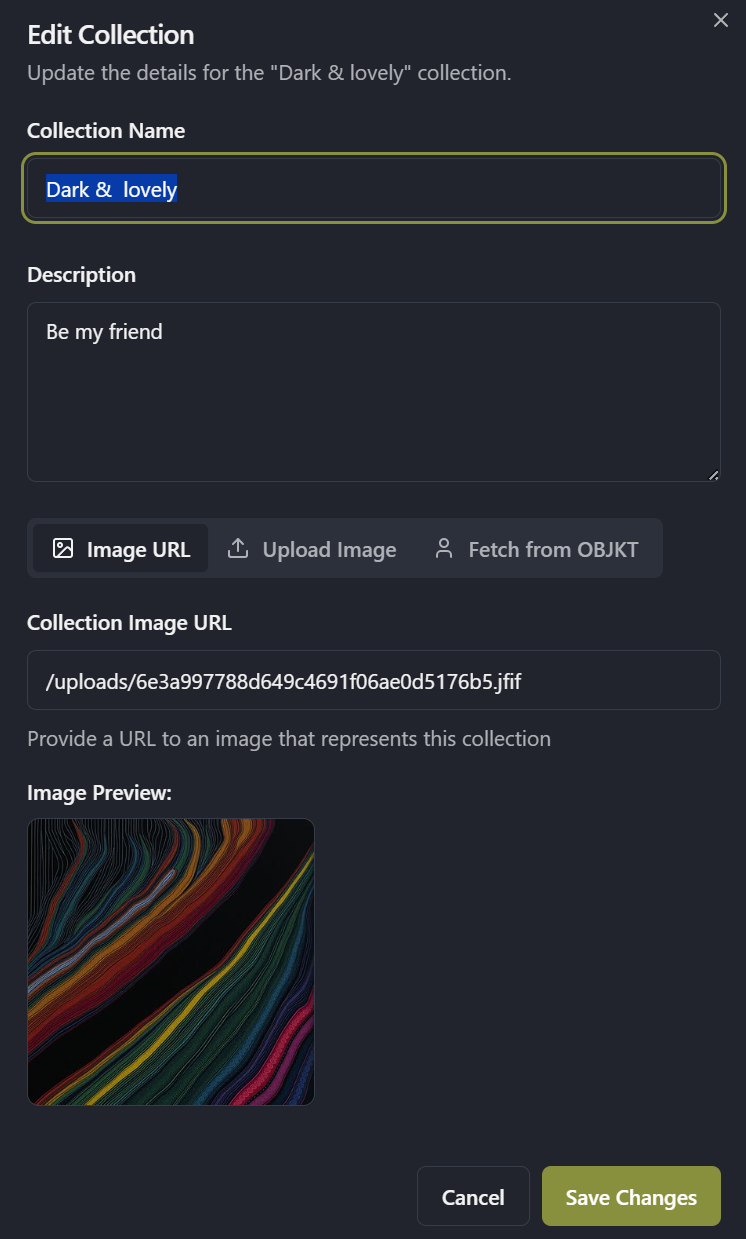 Edit Collection
Update the details for the "Dark & lovely" collection.
Collection Name
Dark &  lovely
Description
Be my friend
Image URL Upload Image Fetch from OBJKT
Collection Image URL
/uploads/6e3a997788d649c4691f06ae0d5176b5.jfif
Provide a URL to an image that represents this collection
Image Preview:
Cancel Save Changes